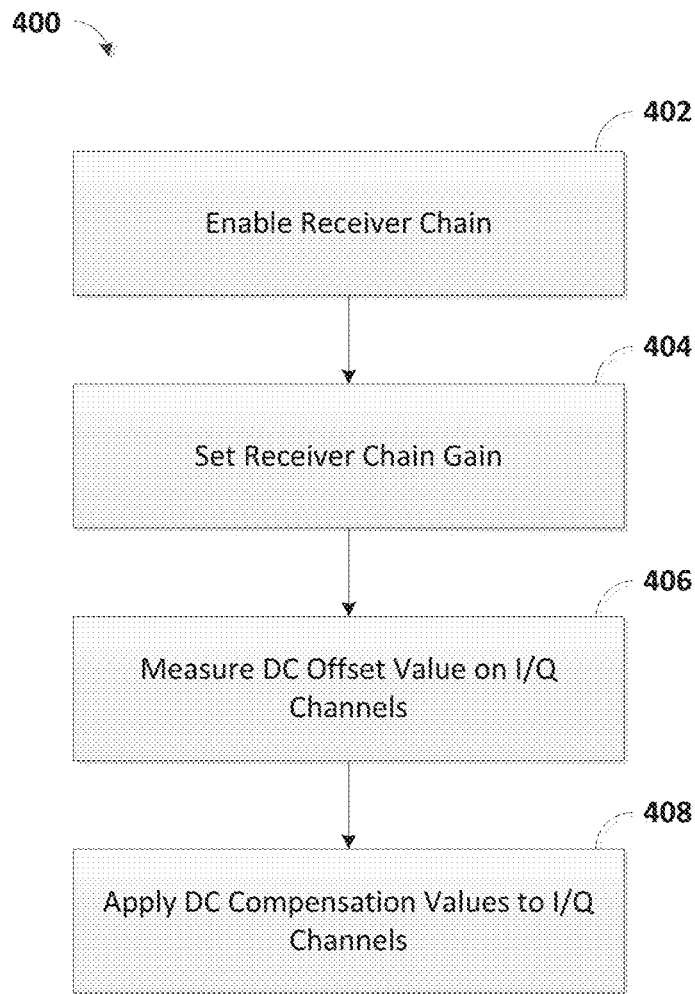 400
402
Enable Receiver Chain
404
Set Receiver Chain Gain
406
Measure DC Offset Value on I/Q
Channels
408
Apply DC Compensation Values to I/Q
Channels